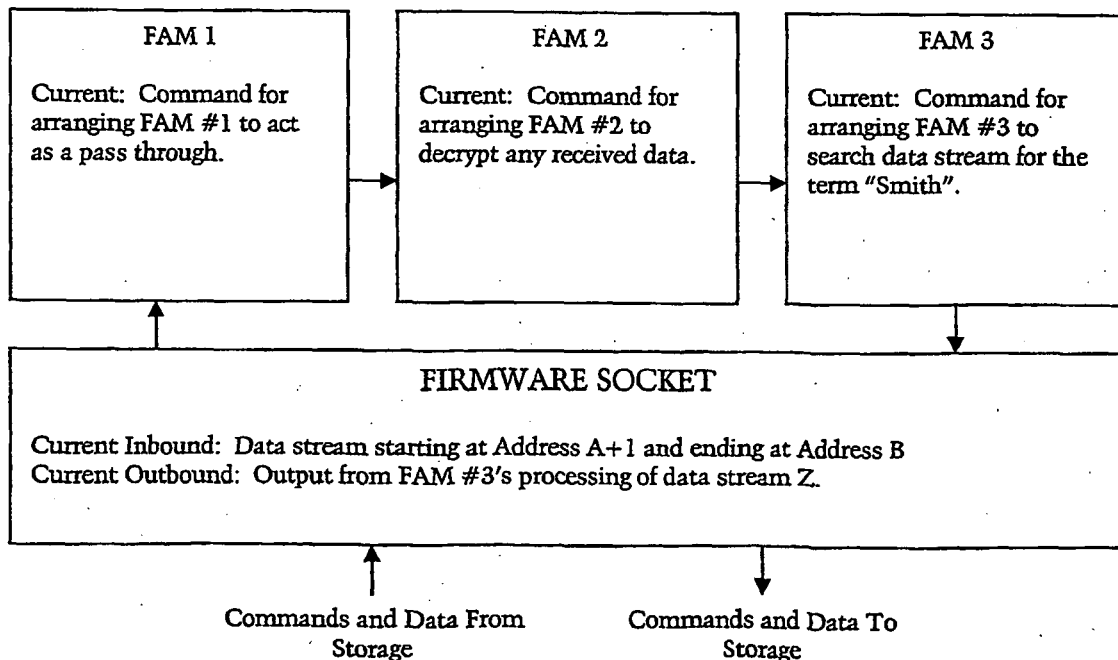 FAM 1
Current: Command for
arranging FAM #1 to act
as a pass through.
FAM 2
Current: Command for
arranging FAM #2 to
decrypt any received data.
FAM 3
Current: Command for
arranging FAM #3 to
search data stream for the
term "Smith".
FIRMWARE SOCKET
Current Inbound: Data stream starting at Address A+1 and ending at Address B
Current Outbound: Output from FAM #3's processing of data stream Z.
Commands and Data From
Storage
Commands and Data To
Storage